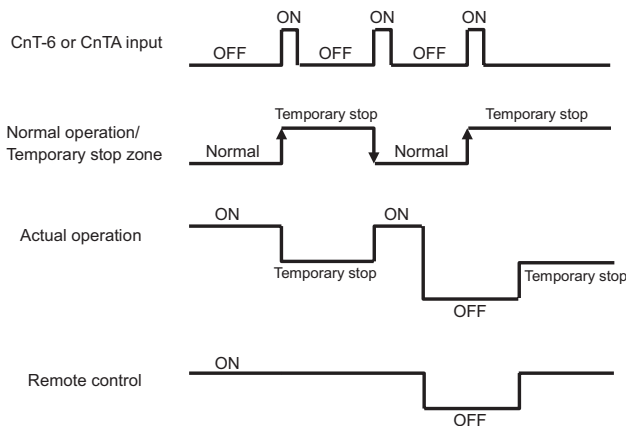 ON ON ON
CnT-6 or CnTA input
OFF OFF OFF
Temporary stop Temporary stop
Normal operation/
Temporary stop zone
Normal Normal
ON ON
Actual operation
Temporary stop Temporary stop
OFF
ON
Remote control
OFF